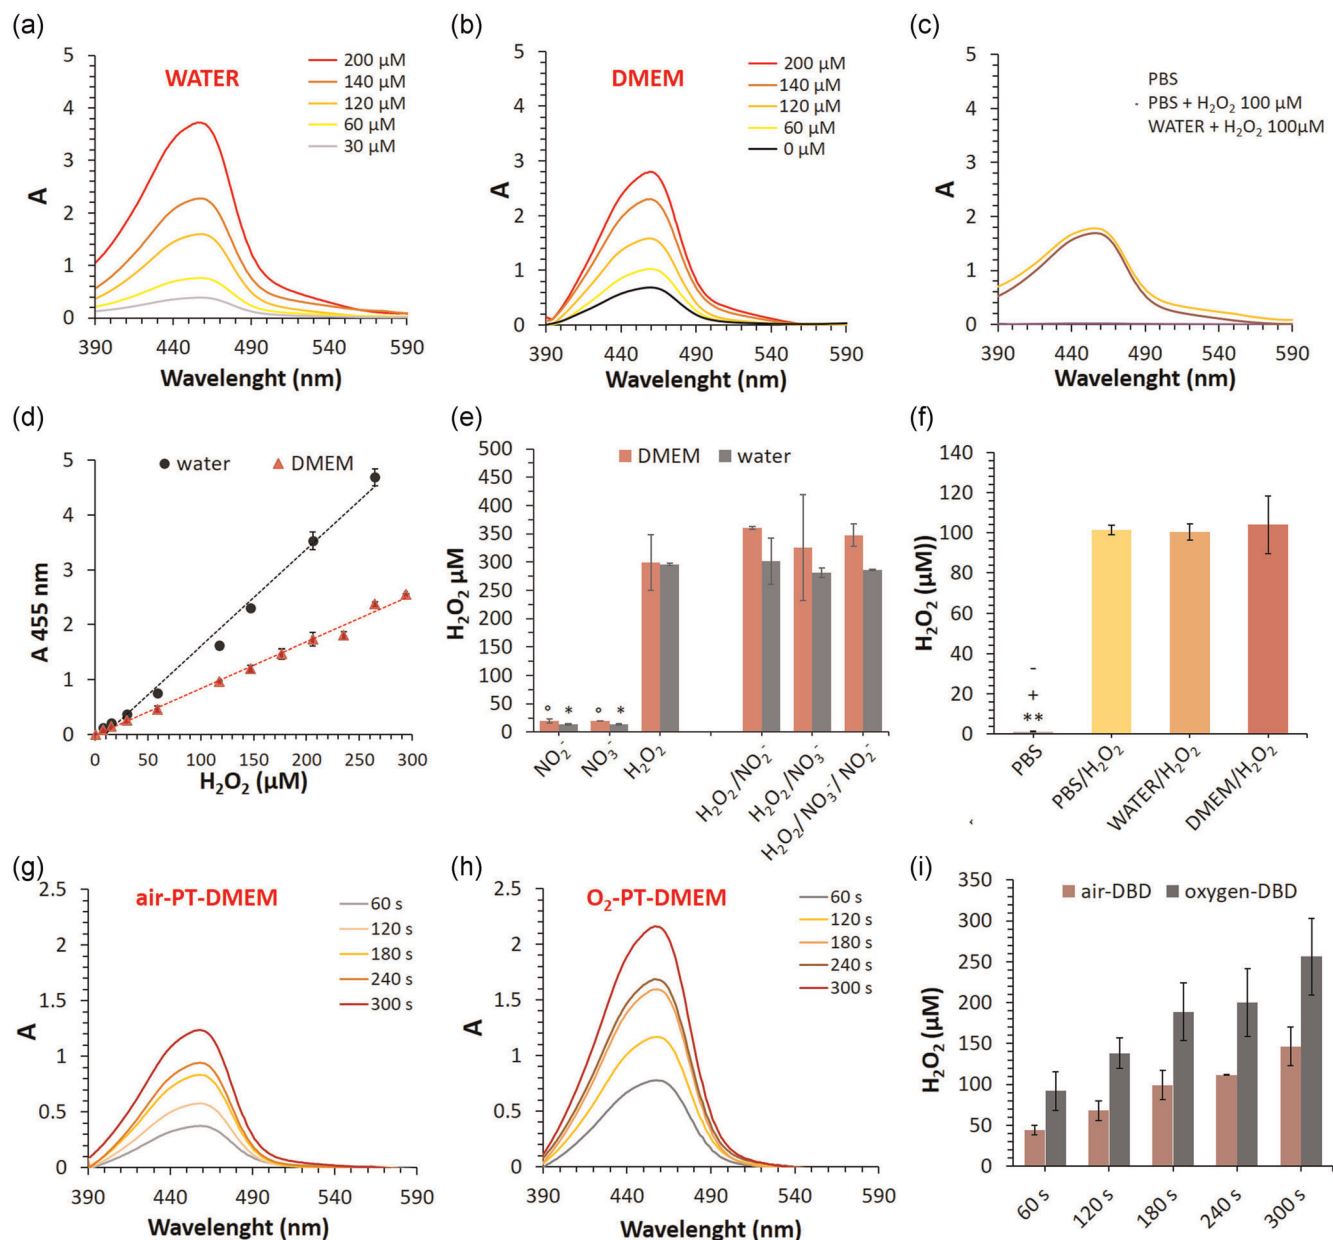 (a)
WATER
200 µM
140 µM
120 µM
60 µM
30 µM
5
4
3
2
1
0
A
390 440 490 540 590
Wavelenght (nm)
(b)
DMEM
200 µM
140 µM
120 µM
60 µM
0 µM
5
4
3
2
1
0
A
390 440 490 540 590
Wavelenght (nm)
(c)
PBS
PBS + H₂O₂ 100 µM
WATER + H₂O₂ 100µM
5
4
3
2
1
0
A
390 440 490 540 590
Wavelenght (nm)
(d)
water DMEM
5
4
3
2
1
0
A 455 nm
0 50 100 150 200 250 300
H₂O₂ (µM)
(e)
DMEM water
500
450
400
350
300
250
200
150
100
50
0
H₂O₂ µM
° * ° *
NO₂⁻
NO₃⁻
H₂O₂
H₂O₂/NO₂⁻
H₂O₂/NO₃⁻
H₂O₂/ NO₃⁻/ NO₂⁻
(f)
140
120
100
80
60
40
20
0
H₂O₂ (µM))
–
+
**
PBS
PBS/H₂O₂
WATER/H₂O₂
DMEM/H₂O₂
(g)
air-PT-DMEM
60 s
120 s
180 s
240 s
300 s
2.5
2
1.5
1
0.5
0
A
390 440 490 540 590
Wavelenght (nm)
(h)
O₂-PT-DMEM
60 s
120 s
180 s
240 s
300 s
2.5
2
1.5
1
0.5
0
A
390 440 490 540 590
Wavelenght (nm)
(i)
air-DBD oxygen-DBD
350
300
250
200
150
100
50
0
H₂O₂ (µM)
60 s
120 s
180 s
240 s
300 s